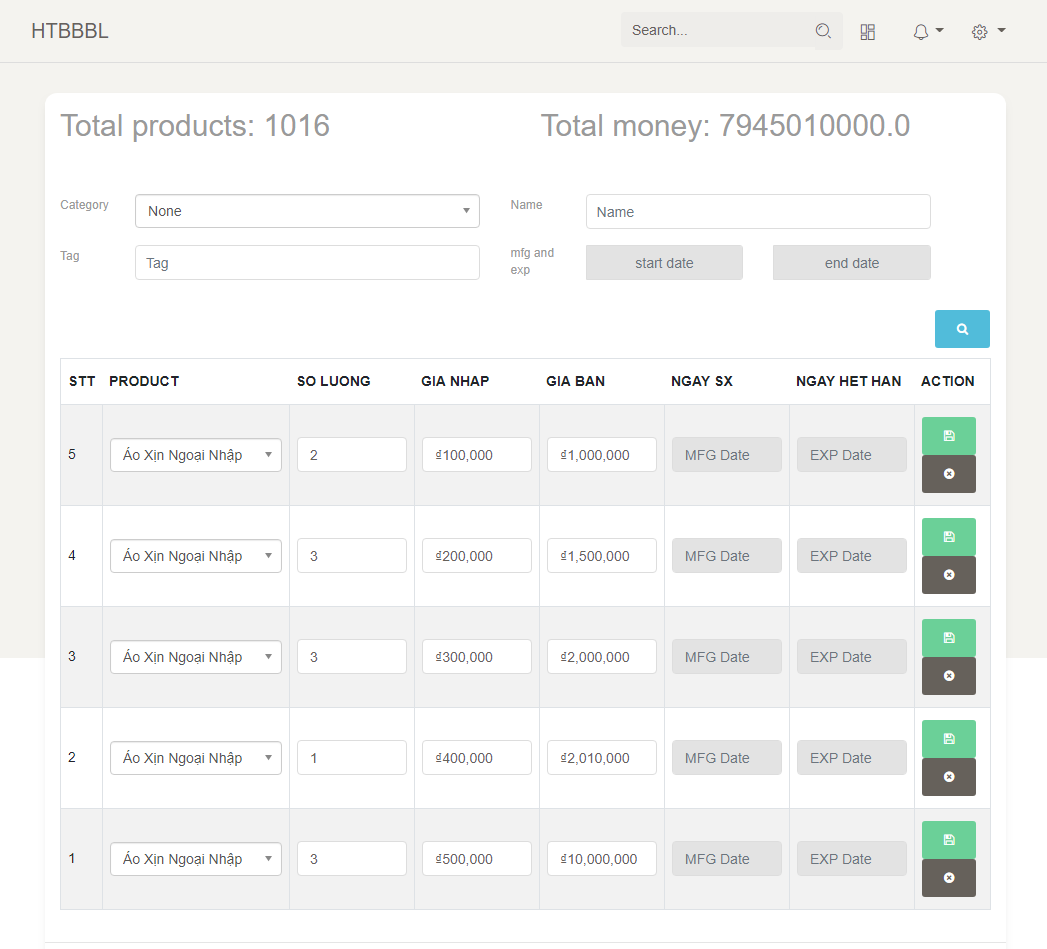 HTBBBL
Search...
Total products: 1016 Total money: 7945010000.0
Category None Name Name
Tag Tag mfg and exp start date end date
STT PRODUCT SO LUONG GIA NHAP GIA BAN NGAY SX NGAY HET HAN ACTION
5 Áo Xịn Ngoại Nhập 2 ₫100,000 ₫1,000,000 MFG Date EXP Date
4 Áo Xịn Ngoại Nhập 3 ₫200,000 ₫1,500,000 MFG Date EXP Date
3 Áo Xịn Ngoại Nhập 3 ₫300,000 ₫2,000,000 MFG Date EXP Date
2 Áo Xịn Ngoại Nhập 1 ₫400,000 ₫2,010,000 MFG Date EXP Date
1 Áo Xịn Ngoại Nhập 3 ₫500,000 ₫10,000,000 MFG Date EXP Date